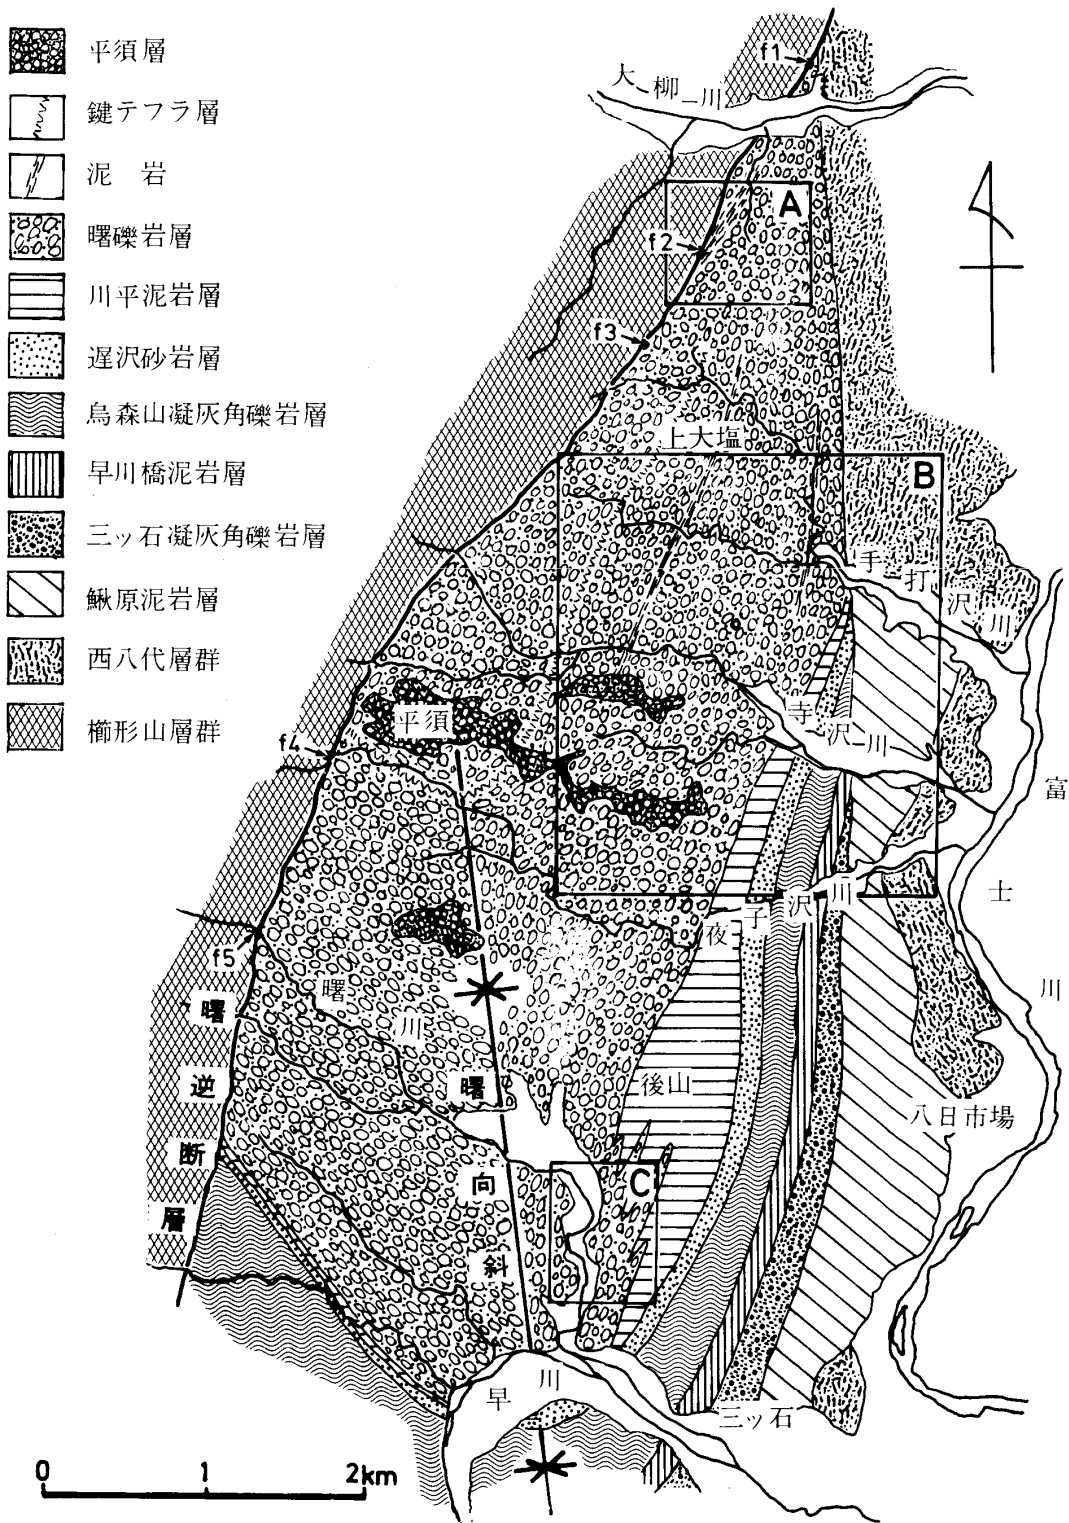 平須層
鍵テフラ層
泥　岩
曙礫岩層
川平泥岩層
遅沢砂岩層
烏森山凝灰角礫岩層
早川橋泥岩層
三ッ石凝灰角礫岩層
鰍原泥岩層
西八代層群
櫛形山層群
f1
大柳川
A
f2
f3
上大塩
B
手打沢川
寺沢川
平須
f4
富士川
夜子沢川
f5
曙川
曙逆断層
後山
曙向斜
八日市場
C
早川
三ッ石
0 1 2km